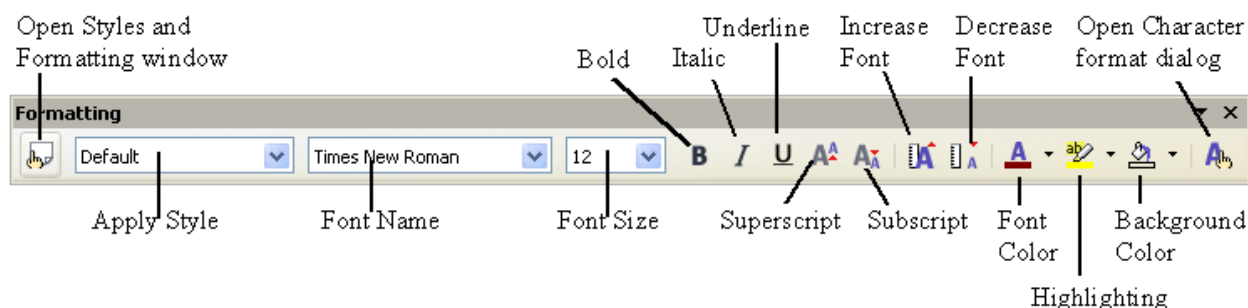 Open Styles and
Formatting window
Bold
Italic
Underline
Increase
Font
Decrease
Font
Open Character
format dialog
Formatting
Default
Times New Roman
12
B I U A A A A A A A ab A
Apply Style
Font Name
Font Size
Superscript
Subscript
Font
Color
Highlighting
Background
Color